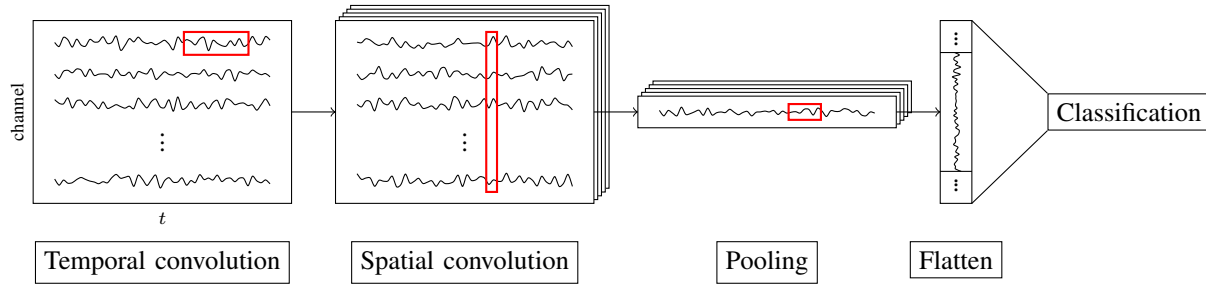 channel
t
Classification
Temporal convolution
Spatial convolution
Pooling
Flatten